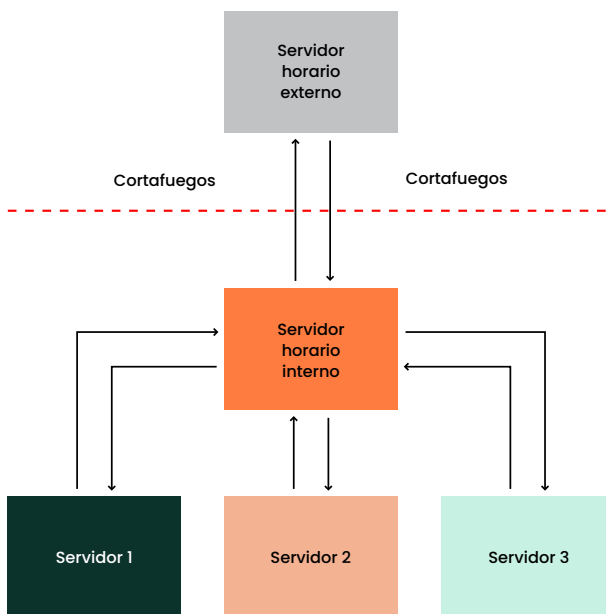 Servidor
horario
externo
Cortafuegos
Cortafuegos
Servidor
horario
interno
Servidor 1
Servidor 2
Servidor 3